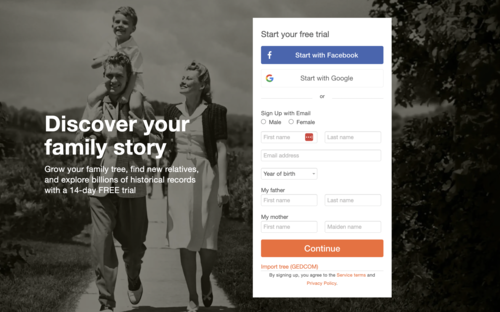 Discover your
family story
Grow your family tree, find new relatives,
and explore billions of historical records
with a 14-day FREE trial
Start your free trial
Start with Facebook
Start with Google
or
Sign Up with Email
Male Female
First name Last name
Email address
Year of birth
My father
First name Last name
My mother
First name Maiden name
Continue
Import tree (GEDCOM)
By signing up, you agree to the Service terms and
Privacy Policy.